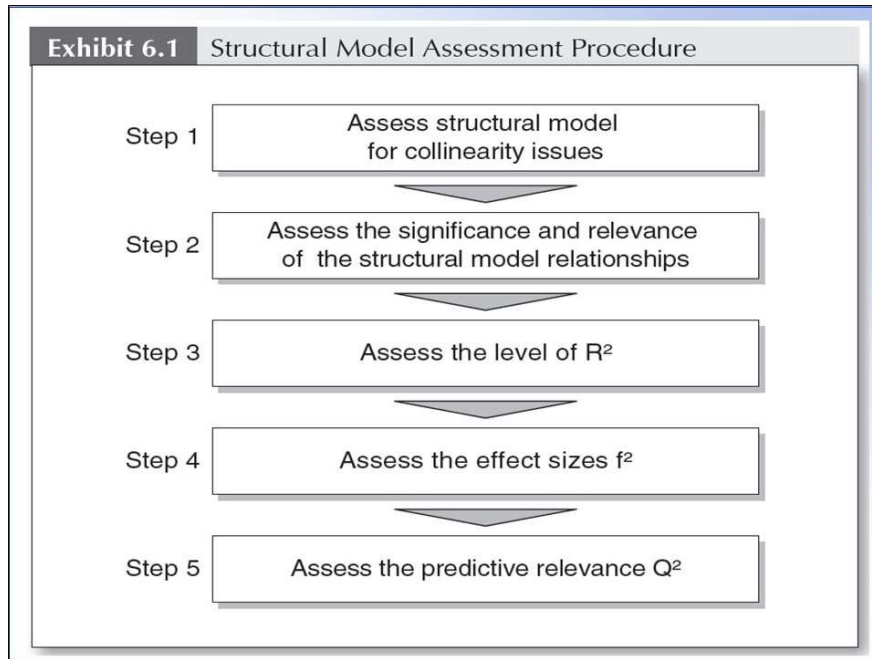 Exhibit 6.1 Structural Model Assessment Procedure
Step 1
Assess structural model
for collinearity issues
Step 2
Assess the significance and relevance
of the structural model relationships
Step 3
Assess the level of R²
Step 4
Assess the effect sizes f²
Step 5
Assess the predictive relevance Q²